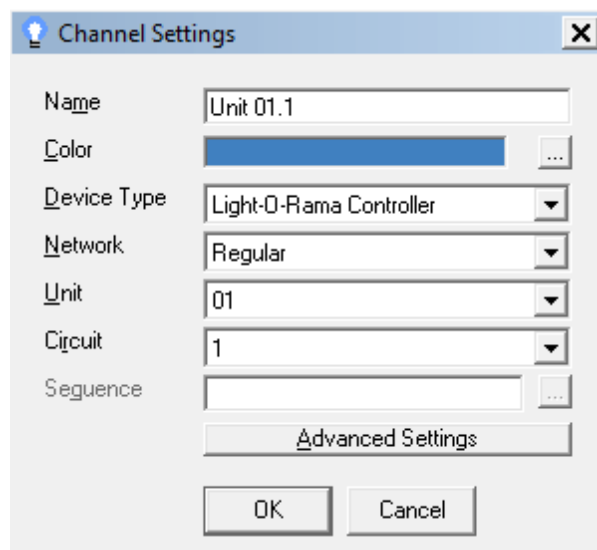 Channel Settings
Name Unit 01.1
Color ...
Device Type Light-O-Rama Controller
Network Regular
Unit 01
Circuit 1
Seguence ...
Advanced Settings
OK Cancel